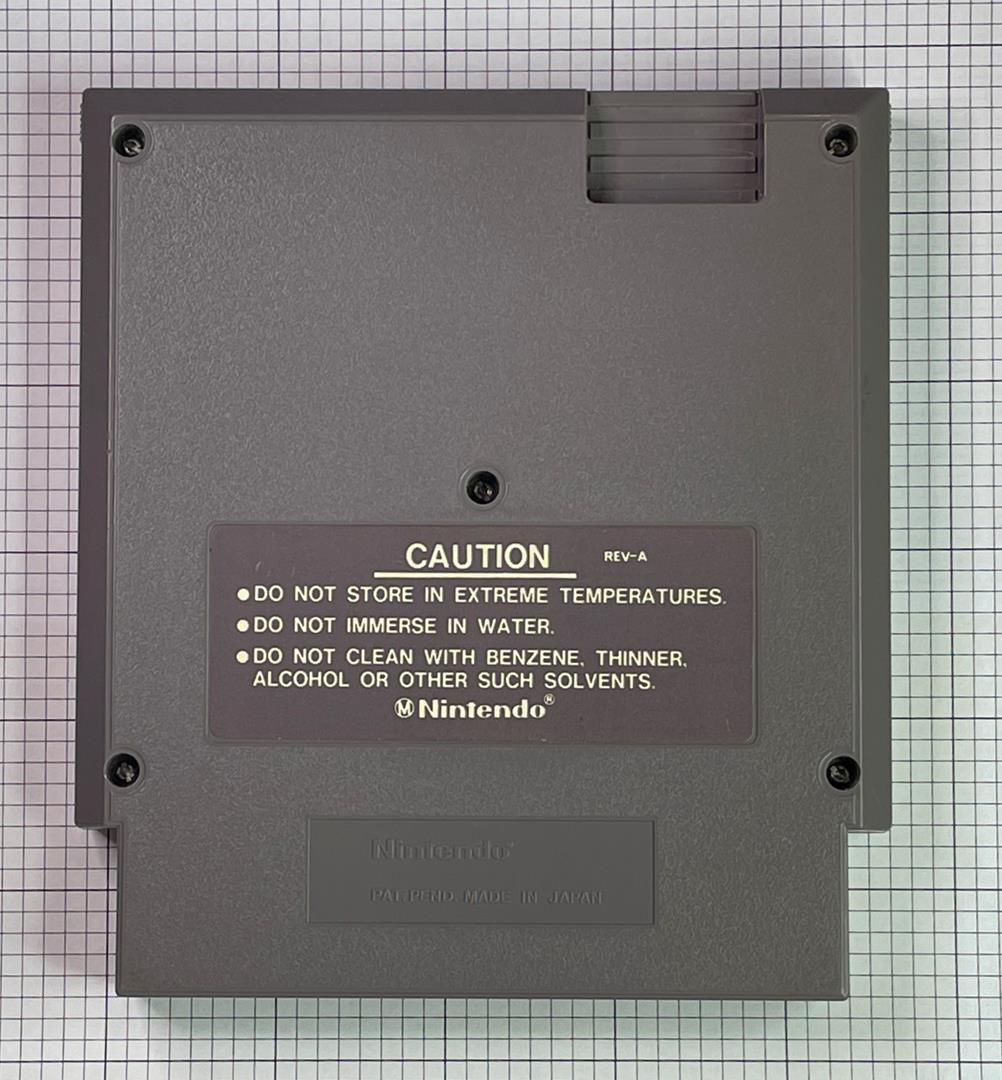 CAUTION REV-A
●DO NOT STORE IN EXTREME TEMPERATURES.
●DO NOT IMMERSE IN WATER.
●DO NOT CLEAN WITH BENZENE, THINNER,
ALCOHOL OR OTHER SUCH SOLVENTS.
Ⓜ Nintendo®
Nintendo®
PAT. PEND. MADE IN JAPAN